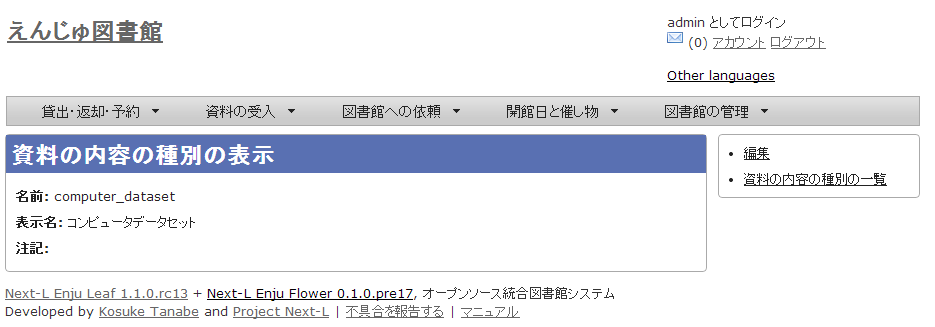 えんじゅ図書館
admin としてログイン
(0) アカウント ログアウト
Other languages
貸出・返却・予約 資料の受入 図書館への依頼 開館日と催し物 図書館の管理
資料の内容の種別の表示
名前: computer_dataset
表示名: コンピュータデータセット
注記:
編集
資料の内容の種別の一覧
Next-L Enju Leaf 1.1.0.rc13 + Next-L Enju Flower 0.1.0.pre17, オープンソース統合図書館システム
Developed by Kosuke Tanabe and Project Next-L | 不具合を報告する | マニュアル